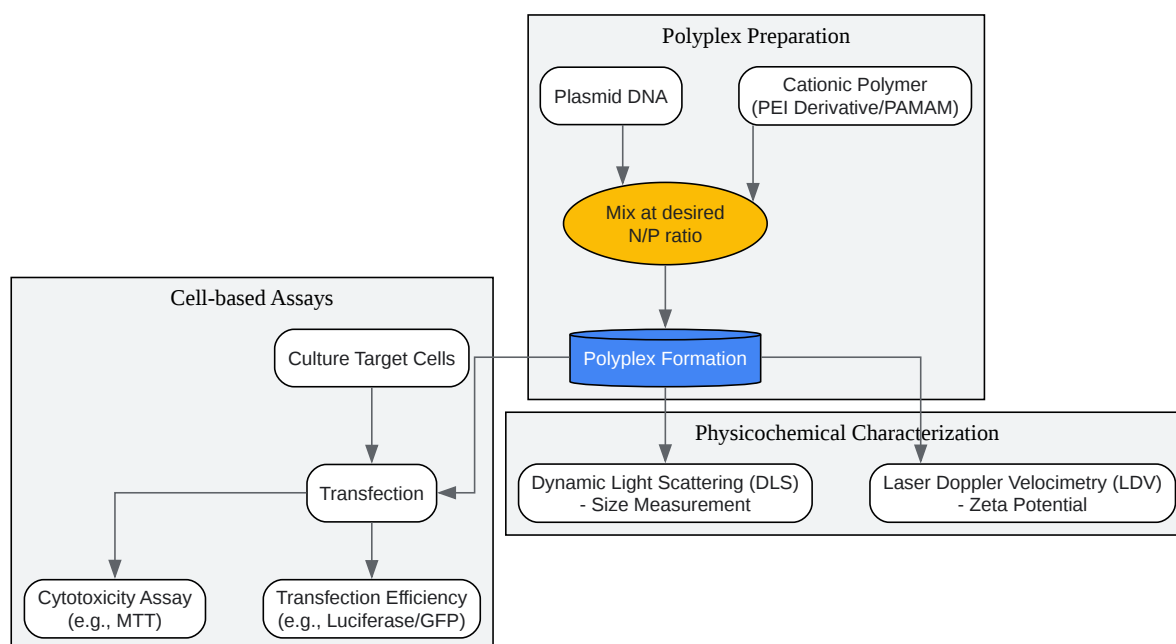 Polyplex Preparation
Plasmid DNA
Cationic Polymer
(PEI Derivative/PAMAM)
Mix at desired
N/P ratio
Polyplex Formation
Cell-based Assays
Culture Target Cells
Transfection
Cytotoxicity Assay
(e.g., MTT)
Transfection Efficiency
(e.g., Luciferase/GFP)
Physicochemical Characterization
Dynamic Light Scattering (DLS)
- Size Measurement
Laser Doppler Velocimetry (LDV)
- Zeta Potential